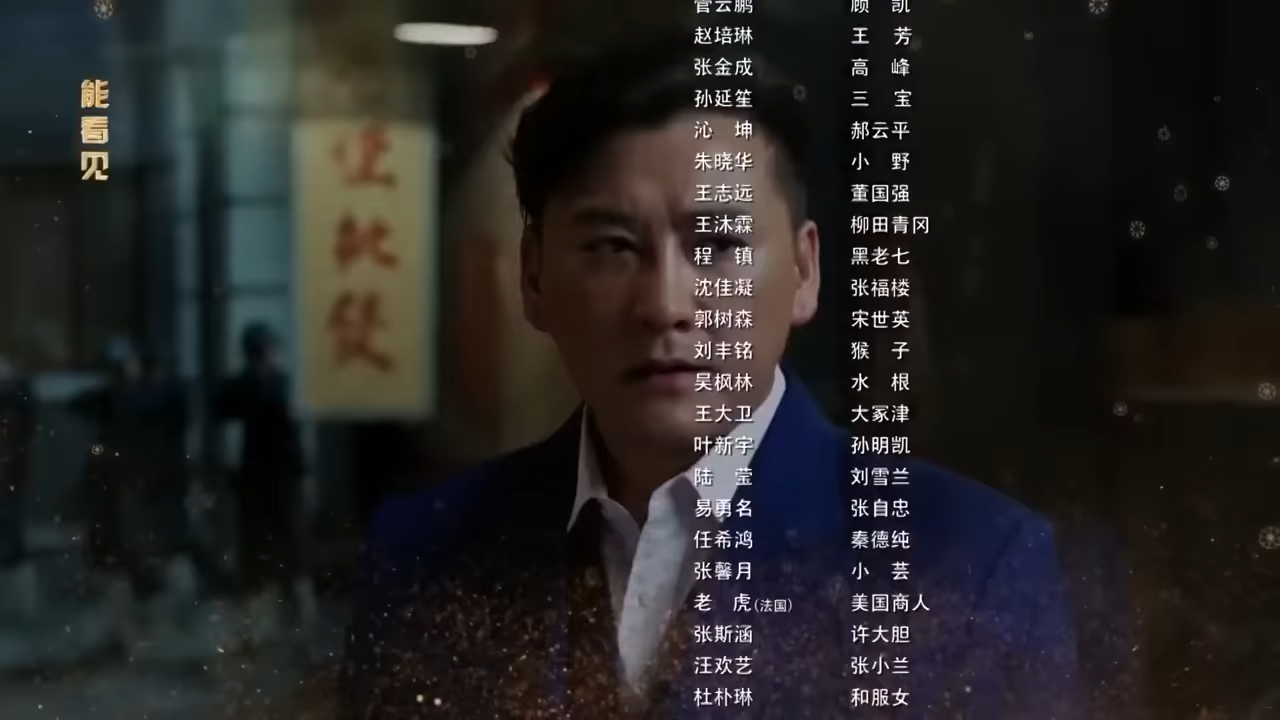 能看见
管云鹏 顾凯
赵培琳 王芳
张金成 高峰
孙延笙 三宝
沁坤 郝云平
朱晓华 小野
王志远 董国强
王沐霖 柳田青冈
程镇 黑老七
沈佳凝 张福楼
郭树森 宋世英
刘丰铭 猴子
吴枫林 水根
王大卫 大冢津
叶新宇 孙明凯
陆莹 刘雪兰
易勇名 张自忠
任希鸿 秦德纯
张馨月 小芸
老虎(法国) 美国商人
张斯涵 许大胆
汪欢艺 张小兰
杜朴琳 和服女